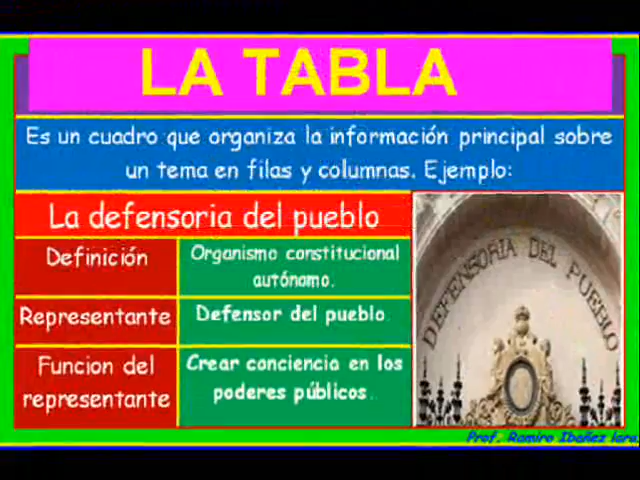 LA TABLA
Es un cuadro que organiza la información principal sobre
un tema en filas y columnas. Ejemplo:
La defensoria del pueblo
Definición
Organismo constitucional
autónomo.
Representante
Defensor del pueblo
Funcion del
representante
Crear conciencia en los
poderes públicos.
DEFENSORIA DEL PUEBLO
Prof. Ramiro Ibañez